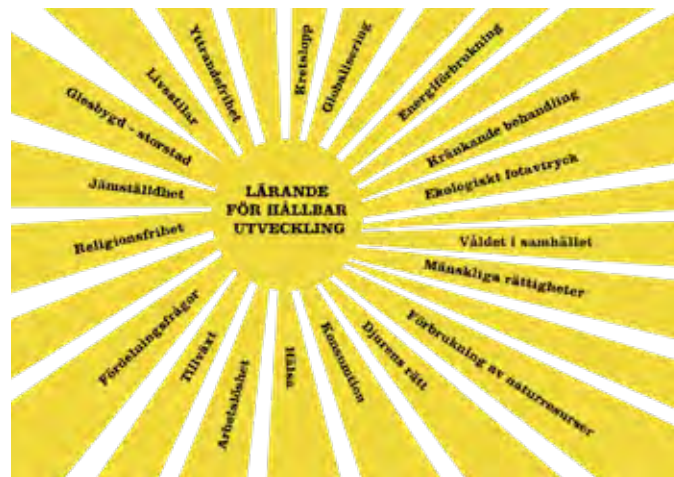 LÄRANDE
FÖR HÅLLBAR
UTVECKLING
Kretslopp
Globalisering
Energiförbrukning
Kränkande behandling
Ekologiskt fotavtryck
Våldet i samhället
Mänskliga rättigheter
Förbrukning av naturresurser
Djurens rätt
Konsumtion
Hälsa
Arbetslöshet
Tillväxt
Fördelningsfrågor
Religionsfrihet
Jämställdhet
Glesbygd - storstad
Livsstilar
Yttrandefrihet